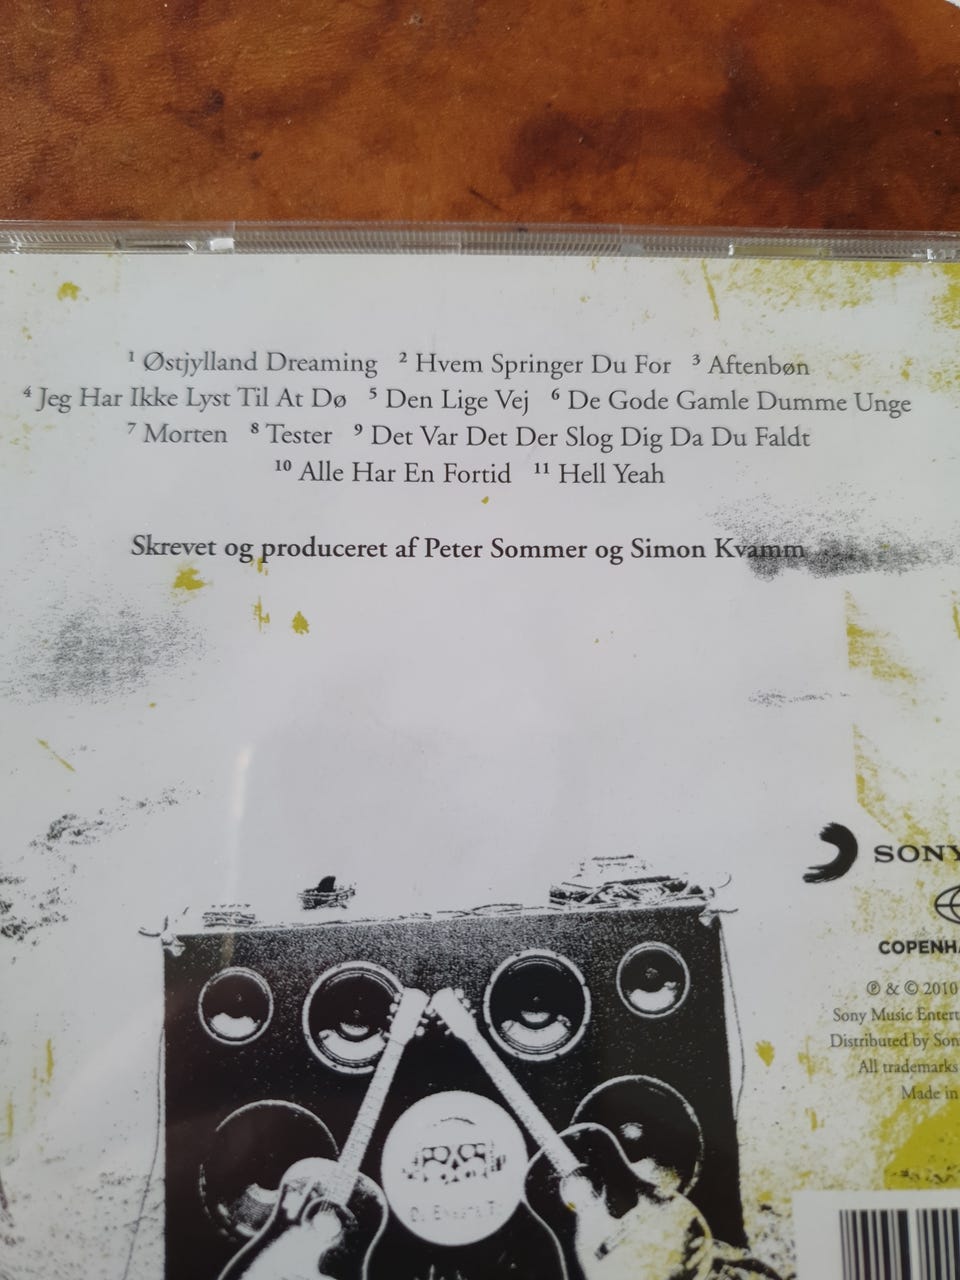 ¹ Østjylland Dreaming ² Hvem Springer Du For ³ Aftenbøn
⁴ Jeg Har Ikke Lyst Til At Dø ⁵ Den Lige Vej ⁶ De Gode Gamle Dumme Unge
⁷ Morten ⁸ Tester ⁹ Det Var Det Der Slog Dig Da Du Faldt
¹⁰ Alle Har En Fortid ¹¹ Hell Yeah
Skrevet og produceret af Peter Sommer og Simon Kvamm
SONY
COPENH
℗ & © 2010
Sony Music Entert
Distributed by Son
All trademarks
Made in